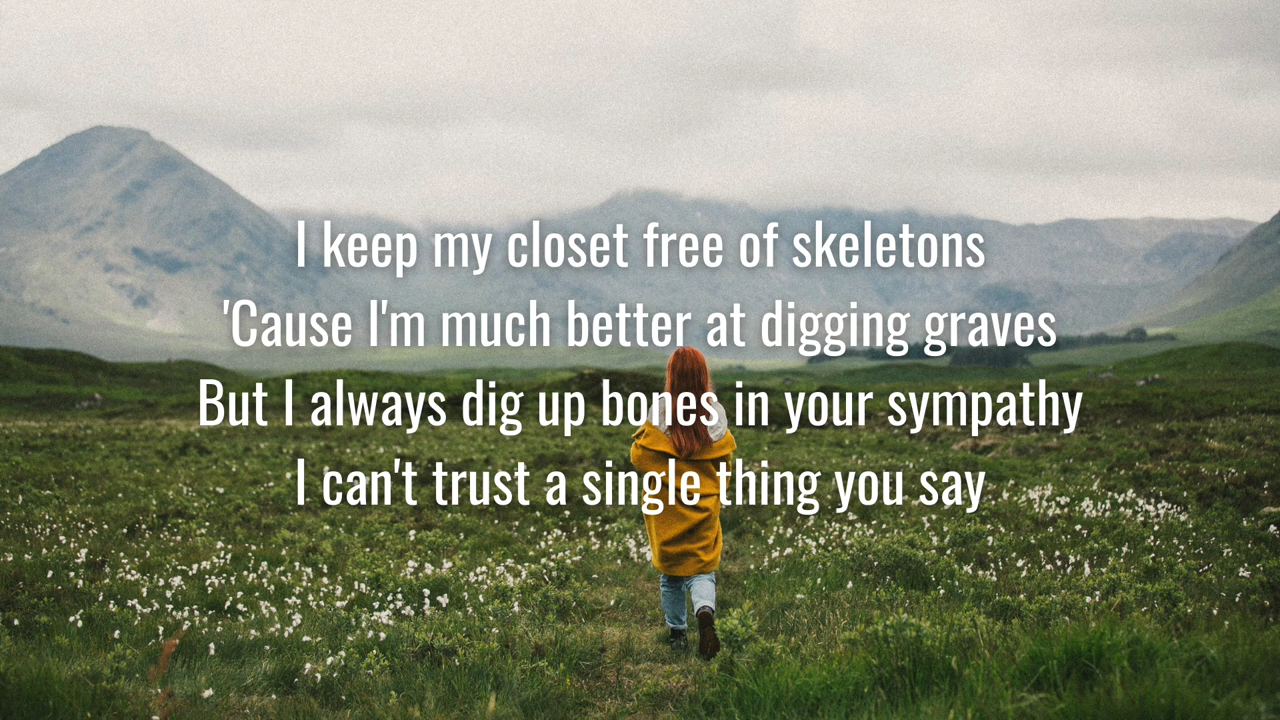 I keep my closet free of skeletons
'Cause I'm much better at digging graves
But I always dig up bones in your sympathy
I can't trust a single thing you say